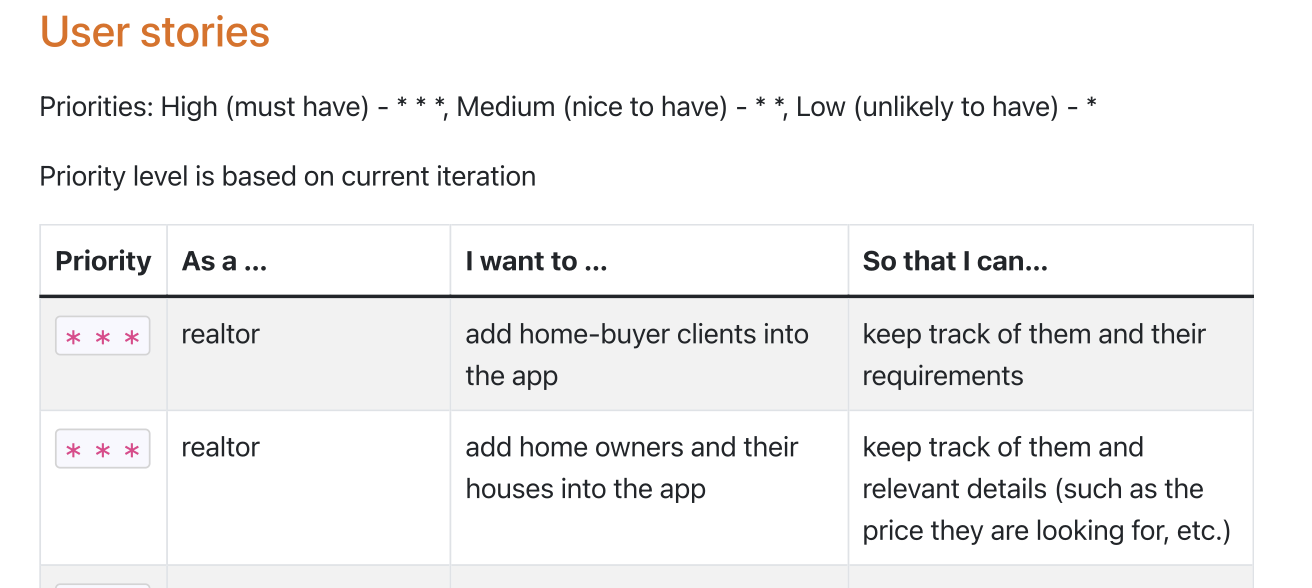 User stories
Priorities: High (must have) - * * *, Medium (nice to have) - * *, Low (unlikely to have) - *
Priority level is based on current iteration
Priority As a ... I want to ... So that I can...
* * * realtor add home-buyer clients into keep track of them and their
the app requirements
* * * realtor add home owners and their keep track of them and
houses into the app relevant details (such as the
price they are looking for, etc.)